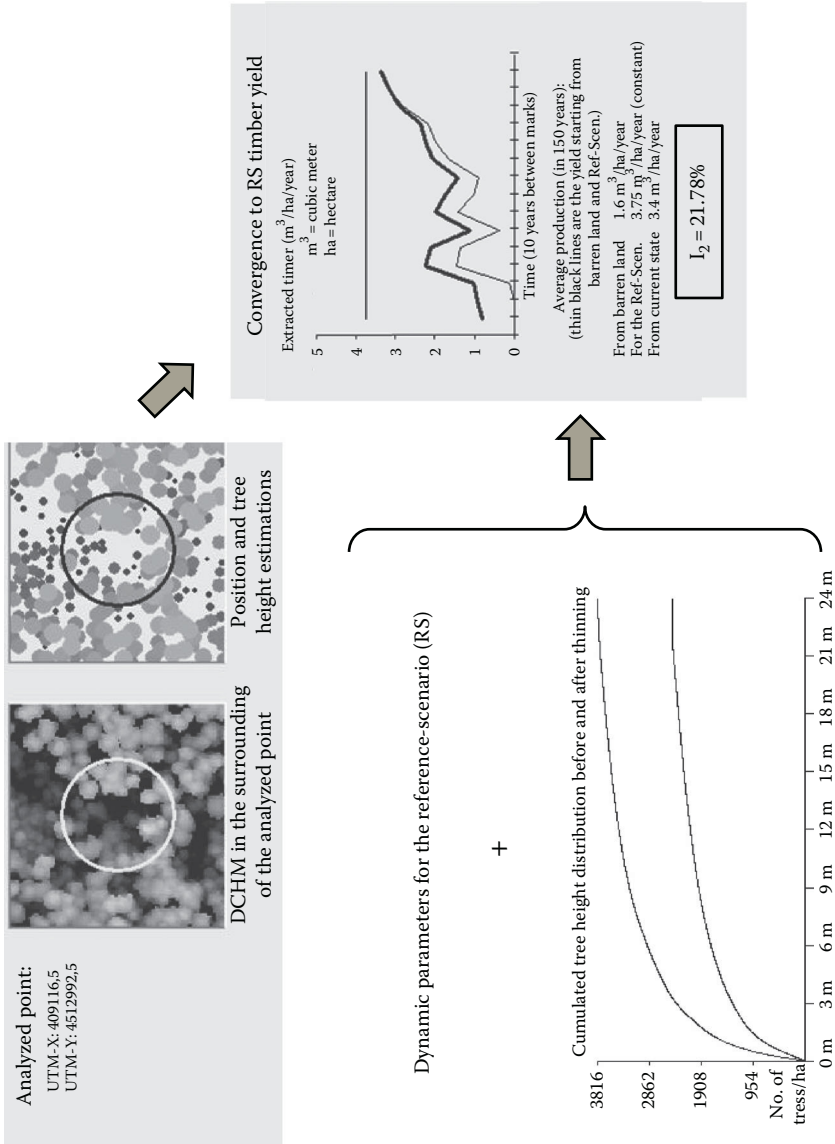 Analyzed point:
UTM-X: 409116,5
UTM-Y: 4512992,5
DCHM in the surrounding
of the analyzed point
Position and tree
height estimations
Dynamic parameters for the reference-scenario (RS)
+
Cumulated tree height distribution before and after thinning
3816
2862
1908
954
No. of
tress/ha
0 m 3 m 6 m 9 m 12 m 15 m 18 m 21 m 24 m
Convergence to RS timber yield
Extracted timer (m³/ha/year)
m³ = cubic meter
ha = hectare
5
4
3
2
1
0
Time (10 years between marks)
Average production (in 150 years):
(thin black lines are the yield starting from
barren land and Ref-Scen.)
From barren land 1.6 m³/ha/year
For the Ref-Scen. 3.75 m³/ha/year (constant)
From current state 3.4 m³/ha/year
I₂ = 21.78%